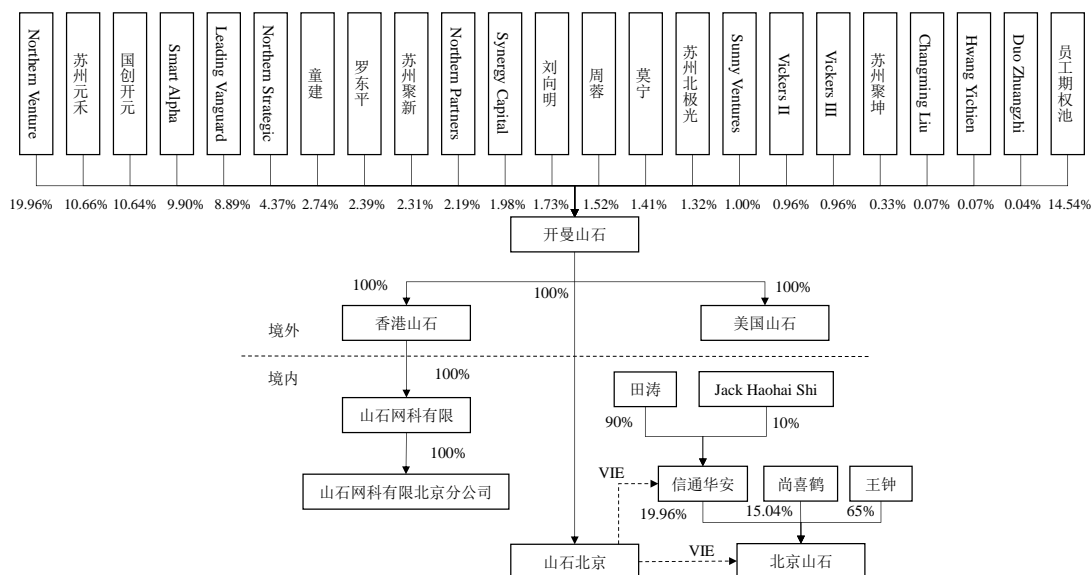 Northern Venture
苏州元禾
国创开元
Smart Alpha
Leading Vanguard
Northern Strategic
童建
罗东平
苏州聚新
Northern Partners
Synergy Capital
刘向明
周蓉
莫宁
苏州北极光
Sunny Ventures
Vickers II
Vickers III
苏州聚坤
Changming Liu
Hwang Yichien
Duo Zhuangzhi
员工期权池
19.96% 10.66% 10.64% 9.90% 8.89% 4.37% 2.74% 2.39% 2.31% 2.19% 1.98% 1.73% 1.52% 1.41% 1.32% 1.00% 0.96% 0.96% 0.33% 0.07% 0.07% 0.04% 14.54%
开曼山石
100% 100% 100%
香港山石 美国山石
境外
境内
100%
田涛 Jack Haohai Shi
山石网科有限
90% 10%
100%
VIE
山石网科有限北京分公司 信通华安 尚喜鹤 王钟
19.96% 15.04% 65%
VIE
山石北京 北京山石